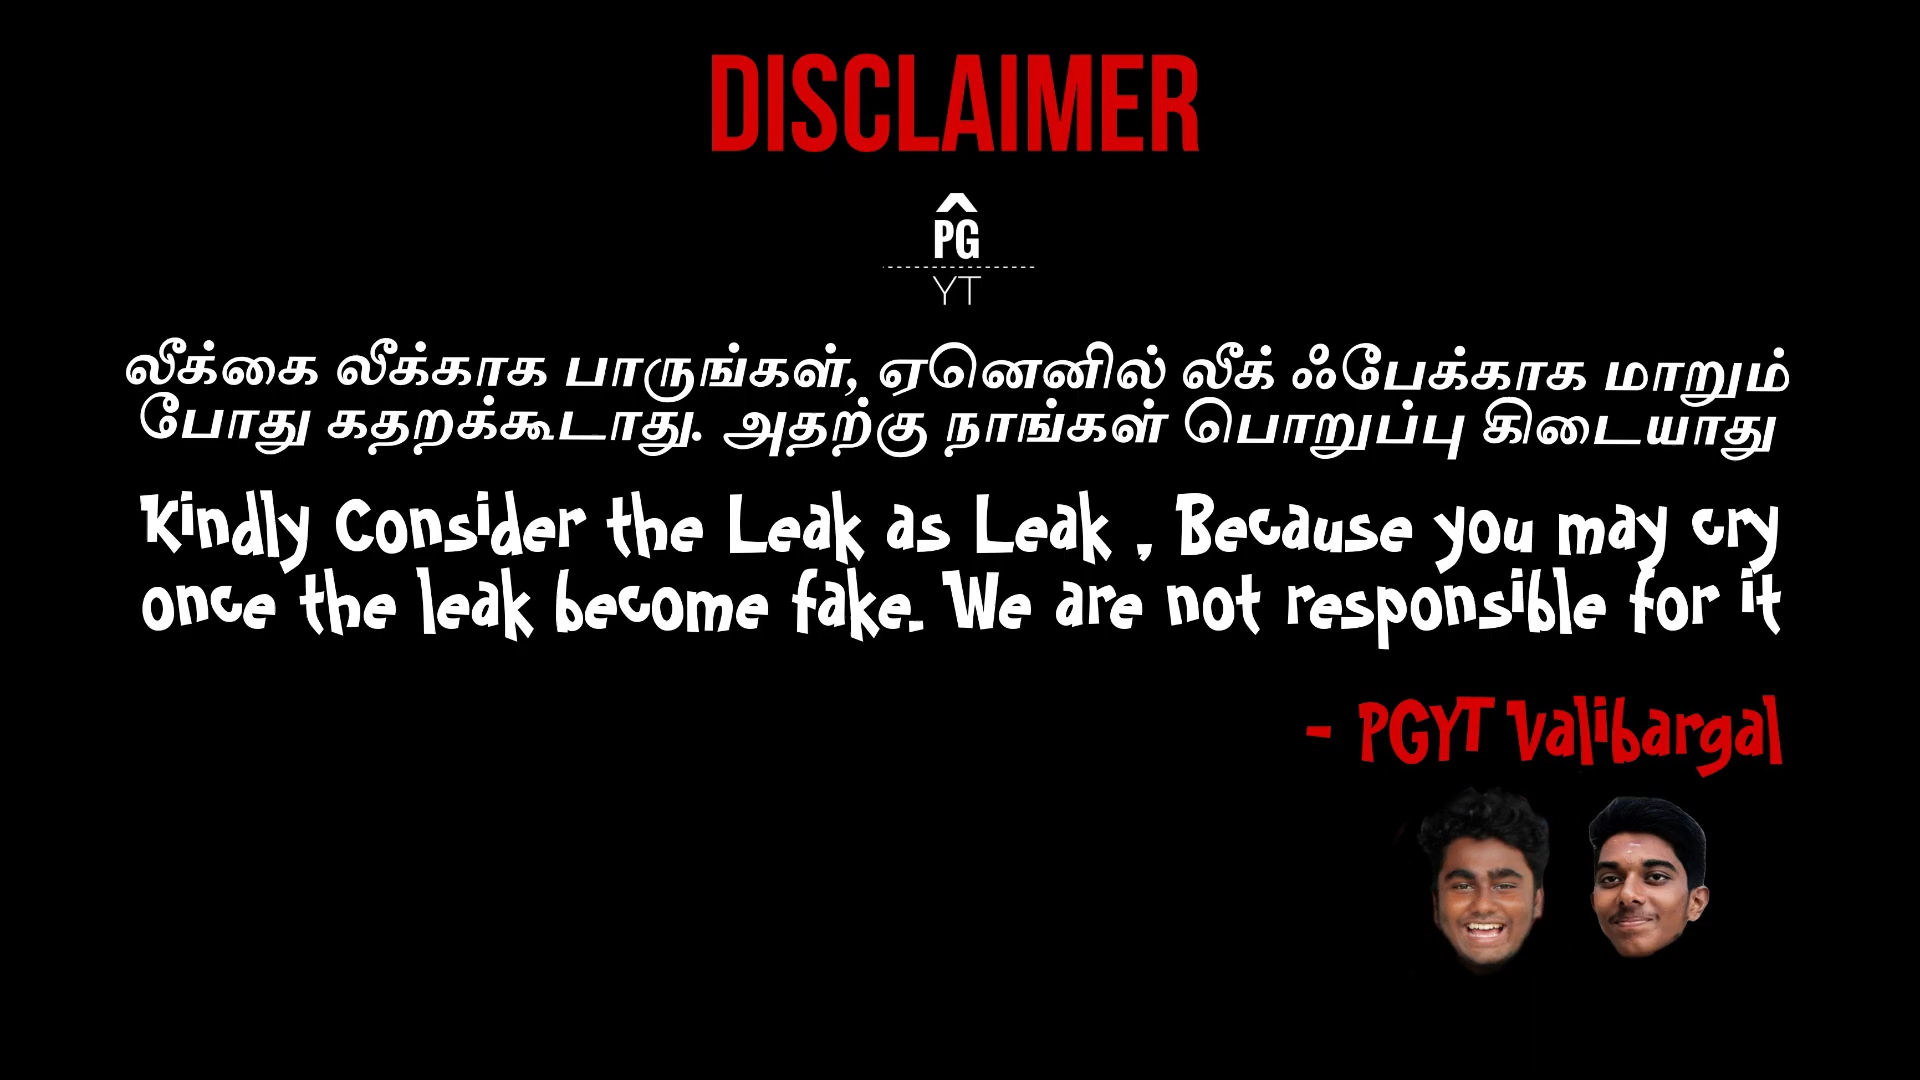 DISCLAIMER
PG
YT
லீக்கை லீக்காக பாருங்கள், ஏனெனில் லீக் ஃபேக்காக மாறும்
போது கதறக்கூடாது. அதற்கு நாங்கள் பொறுப்பு கிடையாது
Kindly Consider the Leak as Leak , Because you may cry
once the leak become fake. We are not responsible for it
- PGYT Valibargal